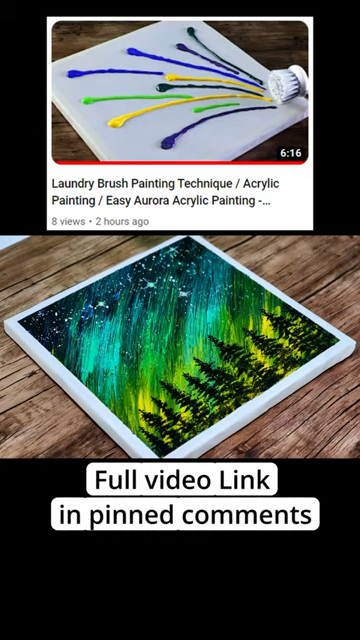 6:16
Laundry Brush Painting Technique / Acrylic
Painting / Easy Aurora Acrylic Painting -...
8 views • 2 hours ago
Full video Link
in pinned comments